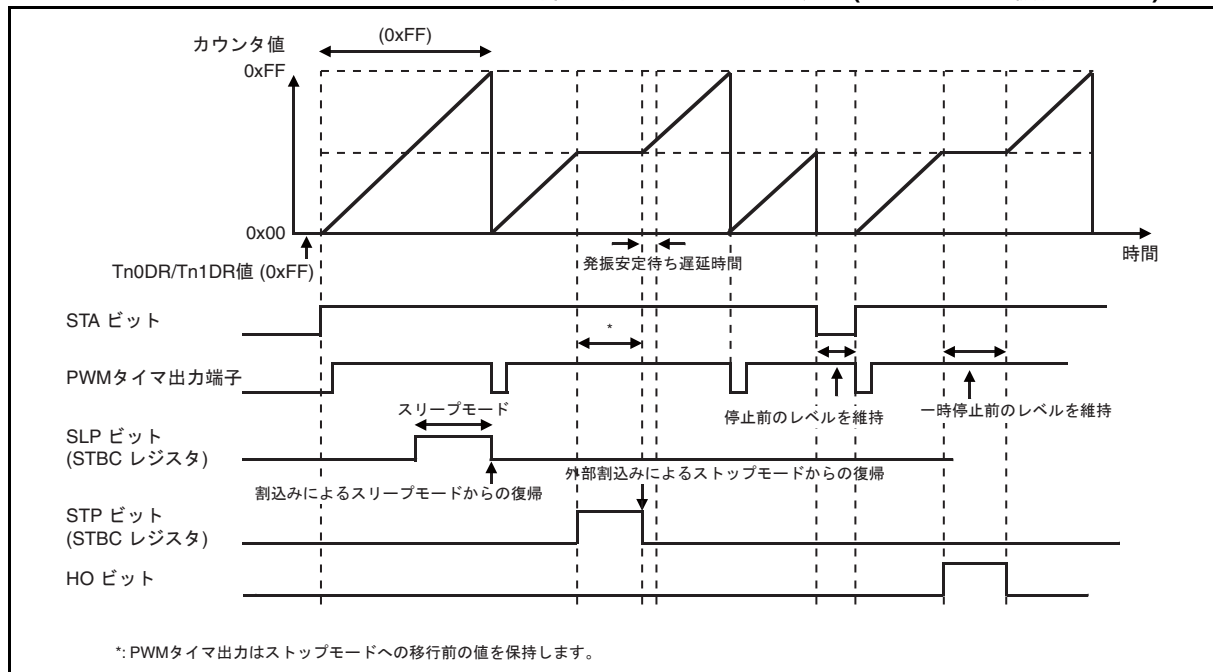 (0xFF)
カウンタ値
0xFF
0x00
時間
発振安定待ち遅延時間
Tn0DR/Tn1DR値 (0xFF)
STA ビット
*
PWMタイマ出力端子
スリープモード
停止前のレベルを維持
一時停止前のレベルを維持
SLP ビット
(STBC レジスタ)
外部割込みによるストップモードからの復帰
割込みによるスリープモードからの復帰
STP ビット
(STBC レジスタ)
HO ビット
*: PWMタイマ出力はストップモードへの移行前の値を保持します。